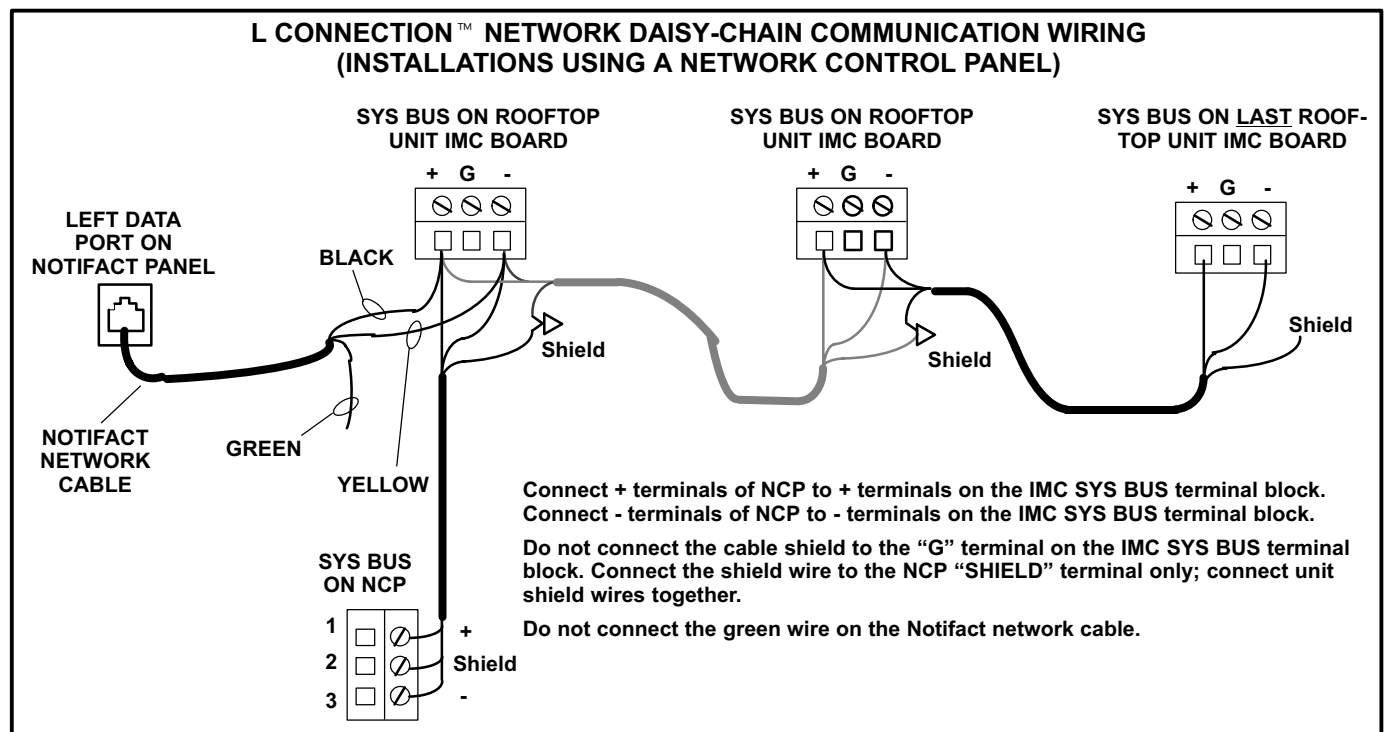 L CONNECTION™ NETWORK DAISY-CHAIN COMMUNICATION WIRING
(INSTALLATIONS USING A NETWORK CONTROL PANEL)
SYS BUS ON ROOFTOP
UNIT IMC BOARD
+ G -
SYS BUS ON ROOFTOP
UNIT IMC BOARD
+ G -
SYS BUS ON LAST ROOF-
TOP UNIT IMC BOARD
+ G -
LEFT DATA
PORT ON
NOTIFACT PANEL
BLACK
Shield
Shield
Shield
NOTIFACT
NETWORK
CABLE
GREEN
YELLOW
Connect + terminals of NCP to + terminals on the IMC SYS BUS terminal block.
Connect - terminals of NCP to - terminals on the IMC SYS BUS terminal block.
Do not connect the cable shield to the “G” terminal on the IMC SYS BUS terminal
block. Connect the shield wire to the NCP “SHIELD” terminal only; connect unit
shield wires together.
Do not connect the green wire on the Notifact network cable.
SYS BUS
ON NCP
1 +
2 Shield
3 -